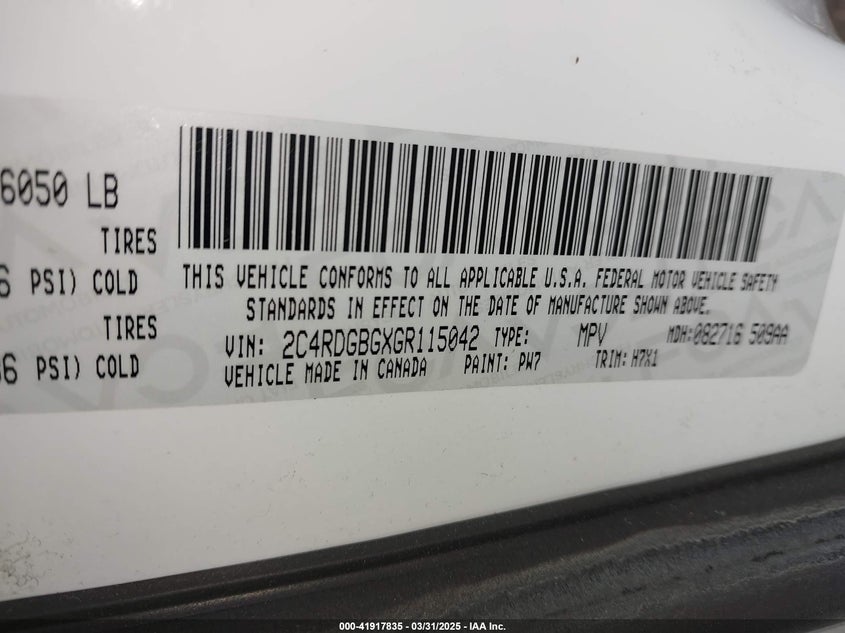 6050 LB
TIRES
6 PSI) COLD
TIRES
36 PSI) COLD
THIS VEHICLE CONFORMS TO ALL APPLICABLE U.S.A. FEDERAL MOTOR VEHICLE SAFETY
STANDARDS IN EFFECT ON THE DATE OF MANUFACTURE SHOWN ABOVE.
VIN: 2C4RDGBGXGR115042 TYPE: MPV MDH:082716 509AA
VEHICLE MADE IN CANADA PAINT: PW7 TRIM: H7X1
000-41917835 - 03/31/2025 - IAA Inc.